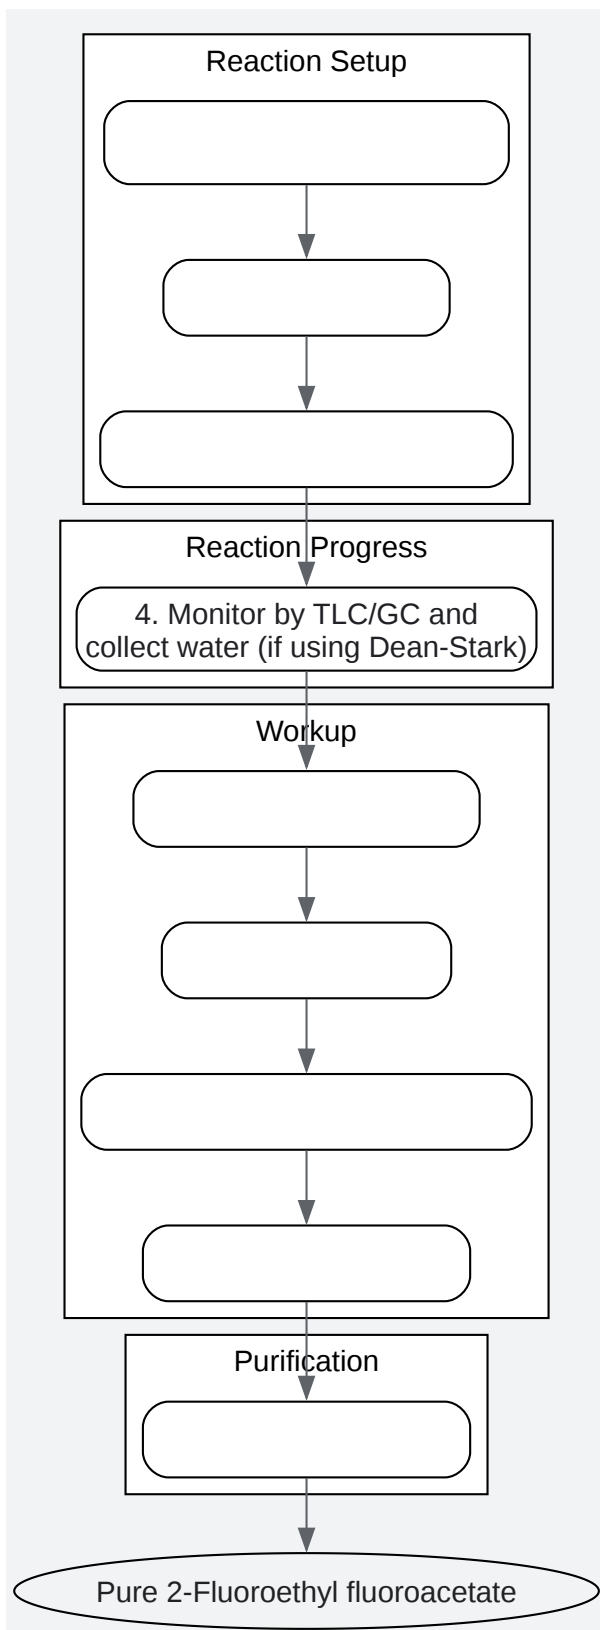 Reaction Setup
Reaction Progress
4. Monitor by TLC/GC and
collect water (if using Dean-Stark)
Workup
Purification
Pure 2-Fluoroethyl fluoroacetate